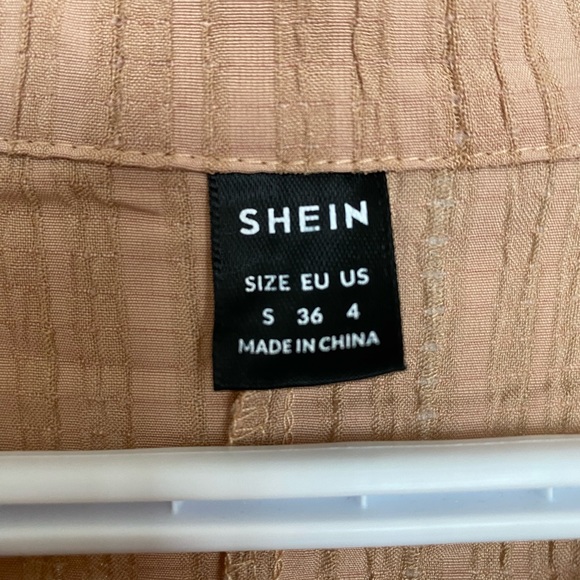 SHEIN
SIZE EU US
S 36 4
MADE IN CHINA